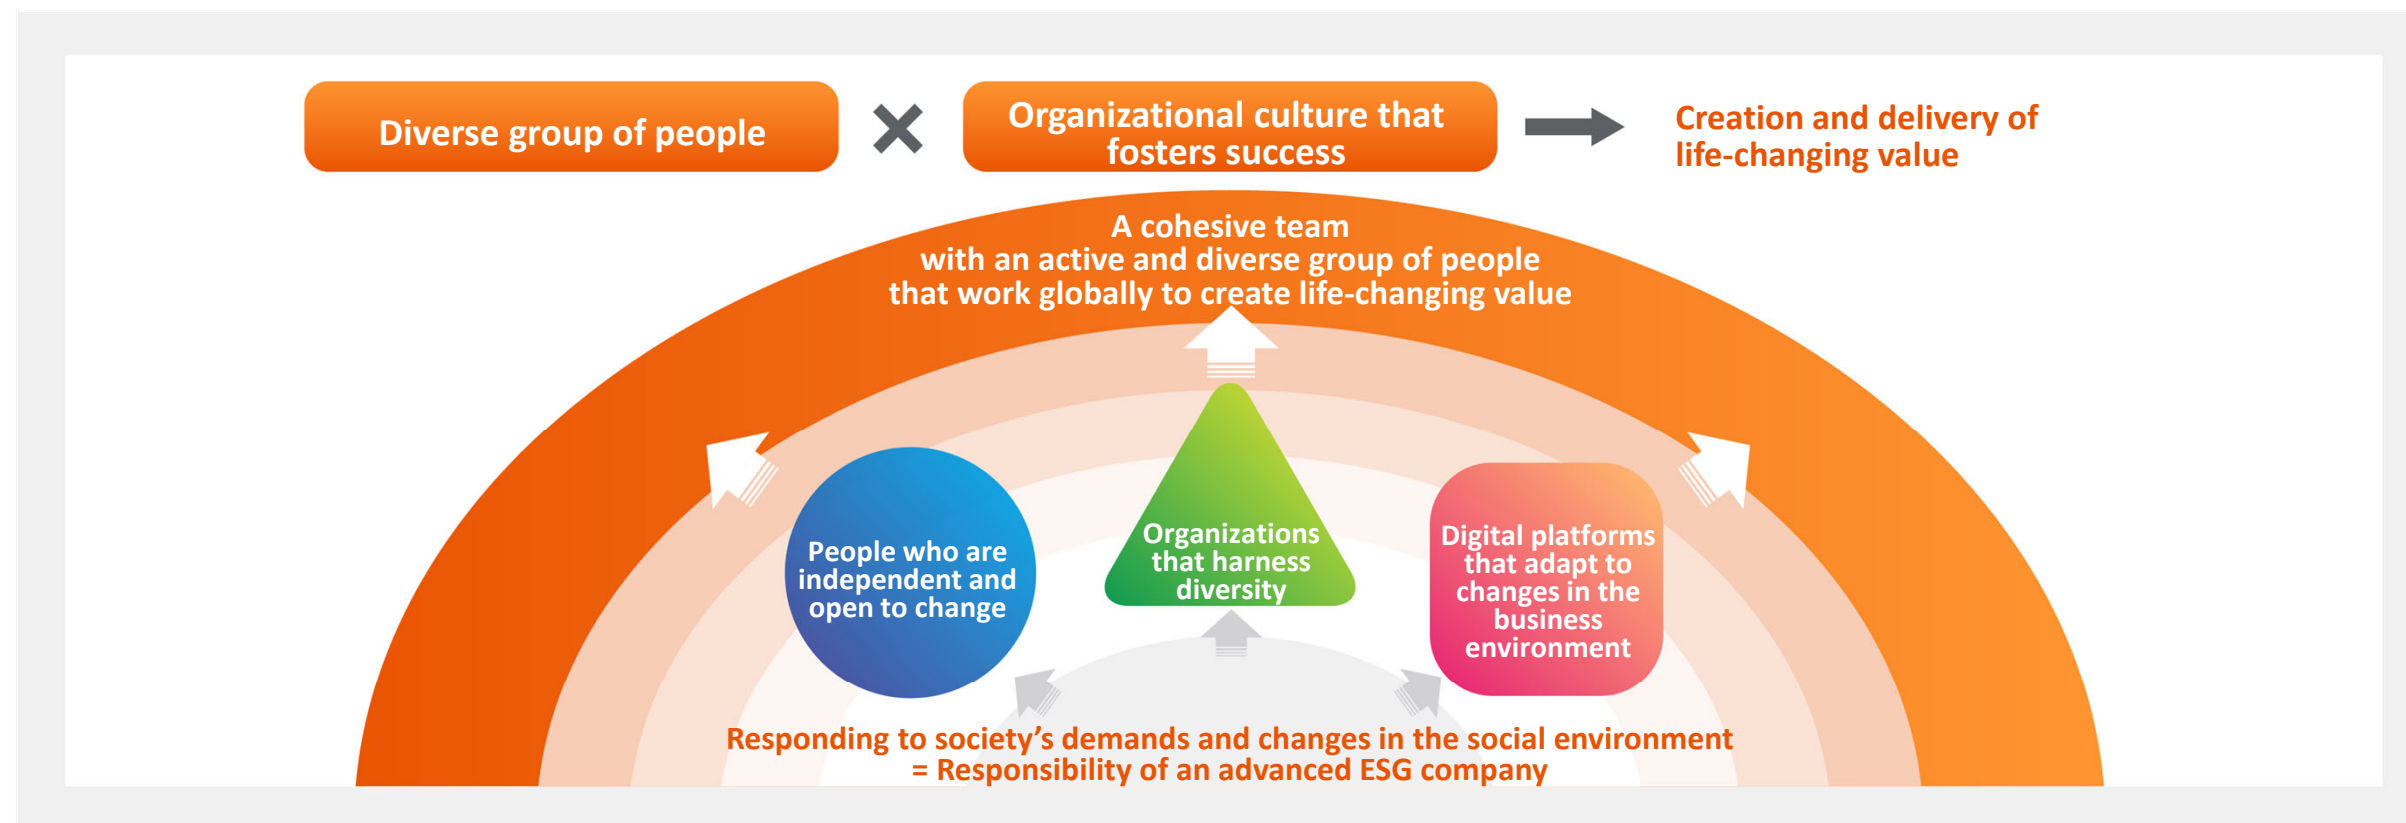 Diverse group of people
Organizational culture that
fosters success
Creation and delivery of
life-changing value
A cohesive team
with an active and diverse group of people
that work globally to create life-changing value
People who are
independent and
open to change
Organizations
that harness
diversity
Digital platforms
that adapt to
changes in the
business
environment
Responding to society’s demands and changes in the social environment
= Responsibility of an advanced ESG company